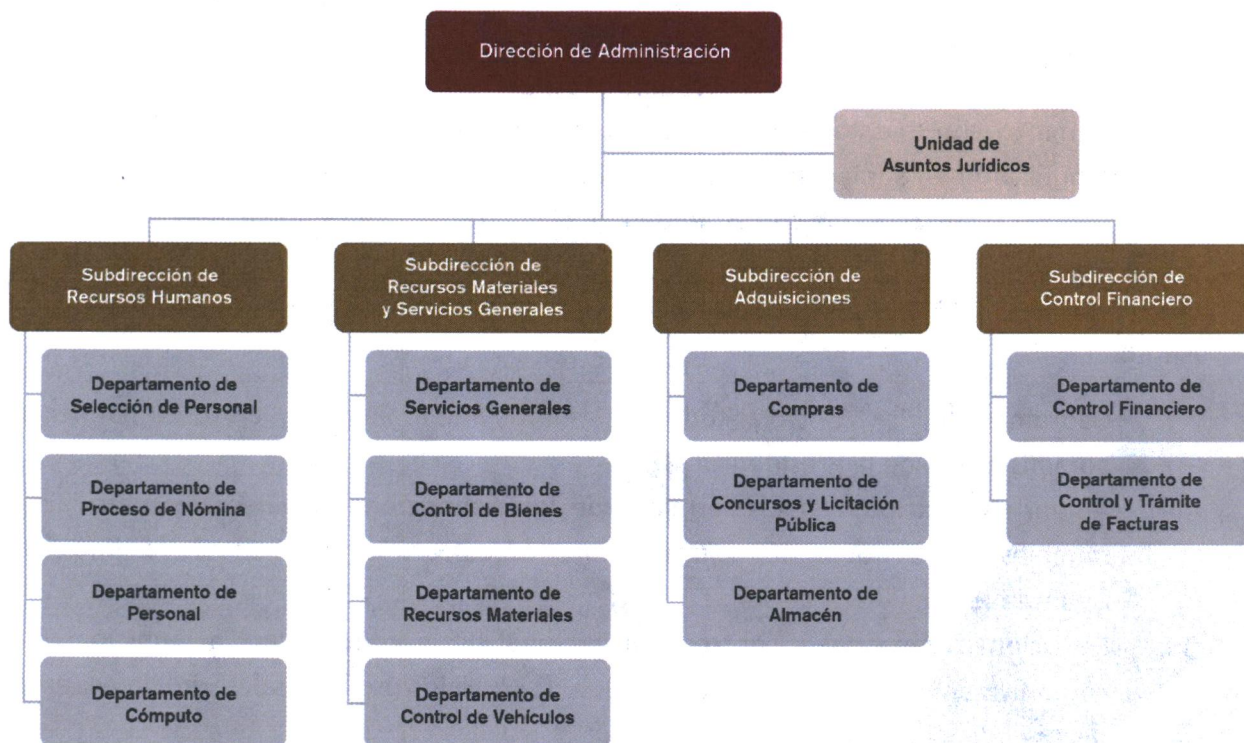 Dirección de Administración
Unidad de
Asuntos Jurídicos
Subdirección de
Recursos Humanos
Departamento de
Selección de Personal
Departamento de
Proceso de Nómina
Departamento de
Personal
Departamento de
Cómputo
Subdirección de
Recursos Materiales
y Servicios Generales
Departamento de
Servicios Generales
Departamento de
Control de Bienes
Departamento de
Recursos Materiales
Departamento de
Control de Vehículos
Subdirección de
Adquisiciones
Departamento de
Compras
Departamento de
Concursos y Licitación
Pública
Departamento de
Almacén
Subdirección de
Control Financiero
Departamento de
Control Financiero
Departamento de
Control y Trámite
de Facturas